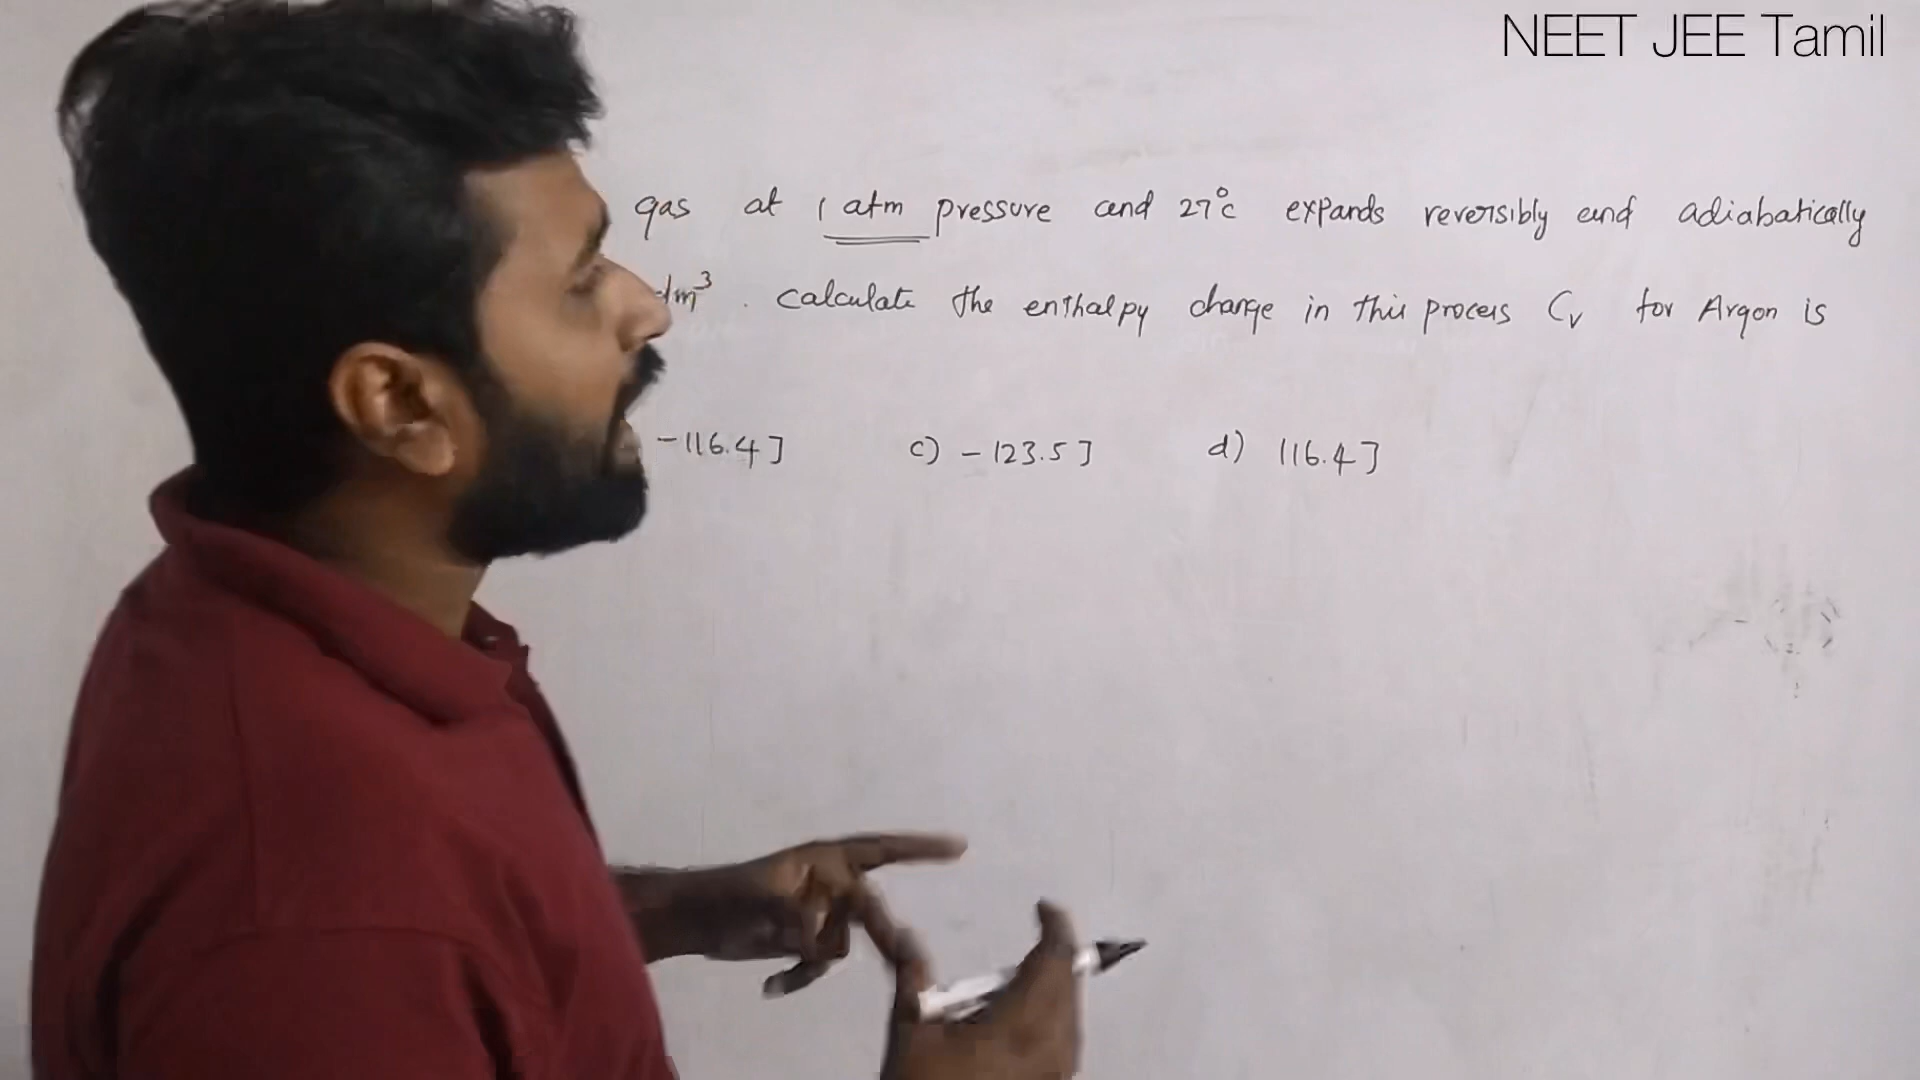 NEET JEE Tamil
gas at 1 atm pressure and 27°c expands reversibly and adiabatically
dm³. calculate the enthalpy change in this process Cv for Argon is
-116.4 J c) -123.5 J d) 116.4 J